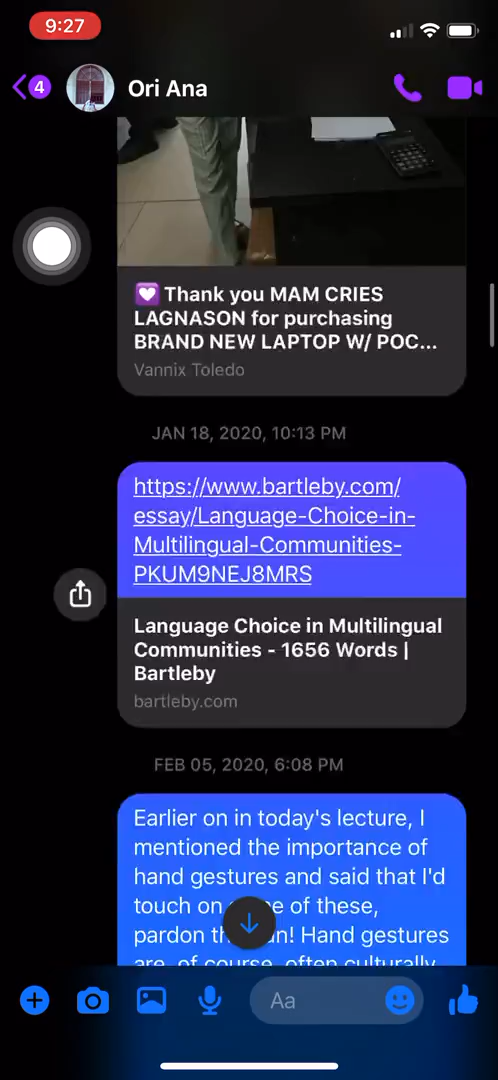 9:27
4
Ori Ana
💟 Thank you MAM CRIES
LAGNASON for purchasing
BRAND NEW LAPTOP W/ POC...
Vannix Toledo
JAN 18, 2020, 10:13 PM
https://www.bartleby.com/
essay/Language-Choice-in-
Multilingual-Communities-
PKUM9NEJ8MRS
Language Choice in Multilingual
Communities - 1656 Words |
Bartleby
bartleby.com
FEB 05, 2020, 6:08 PM
Earlier on in today's lecture, I
mentioned the importance of
hand gestures and said that I'd
touch on of these,
pardon
Hand gestures
are, of course, often culturally
Aa